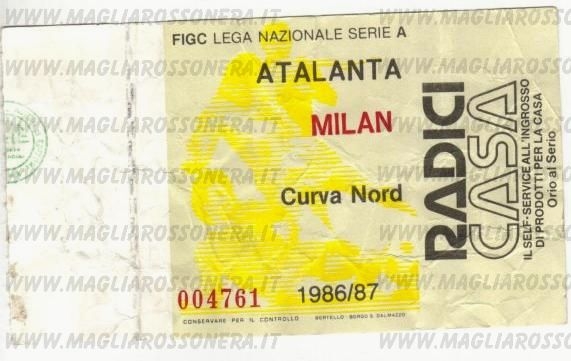 FIGC LEGA NAZIONALE SERIE A
ATALANTA
MILAN
Curva Nord
004761
1986/87
CONSERVARE PER IL CONTROLLO
BERTELLO - BORGO S. DALMAZZO
RADICI
CASA
IL SELF-SERVICE ALL'INGROSSO
DI PRODOTTI PER LA CASA
Orio al Serio
WWW.MAGLIAROSSONERA.IT